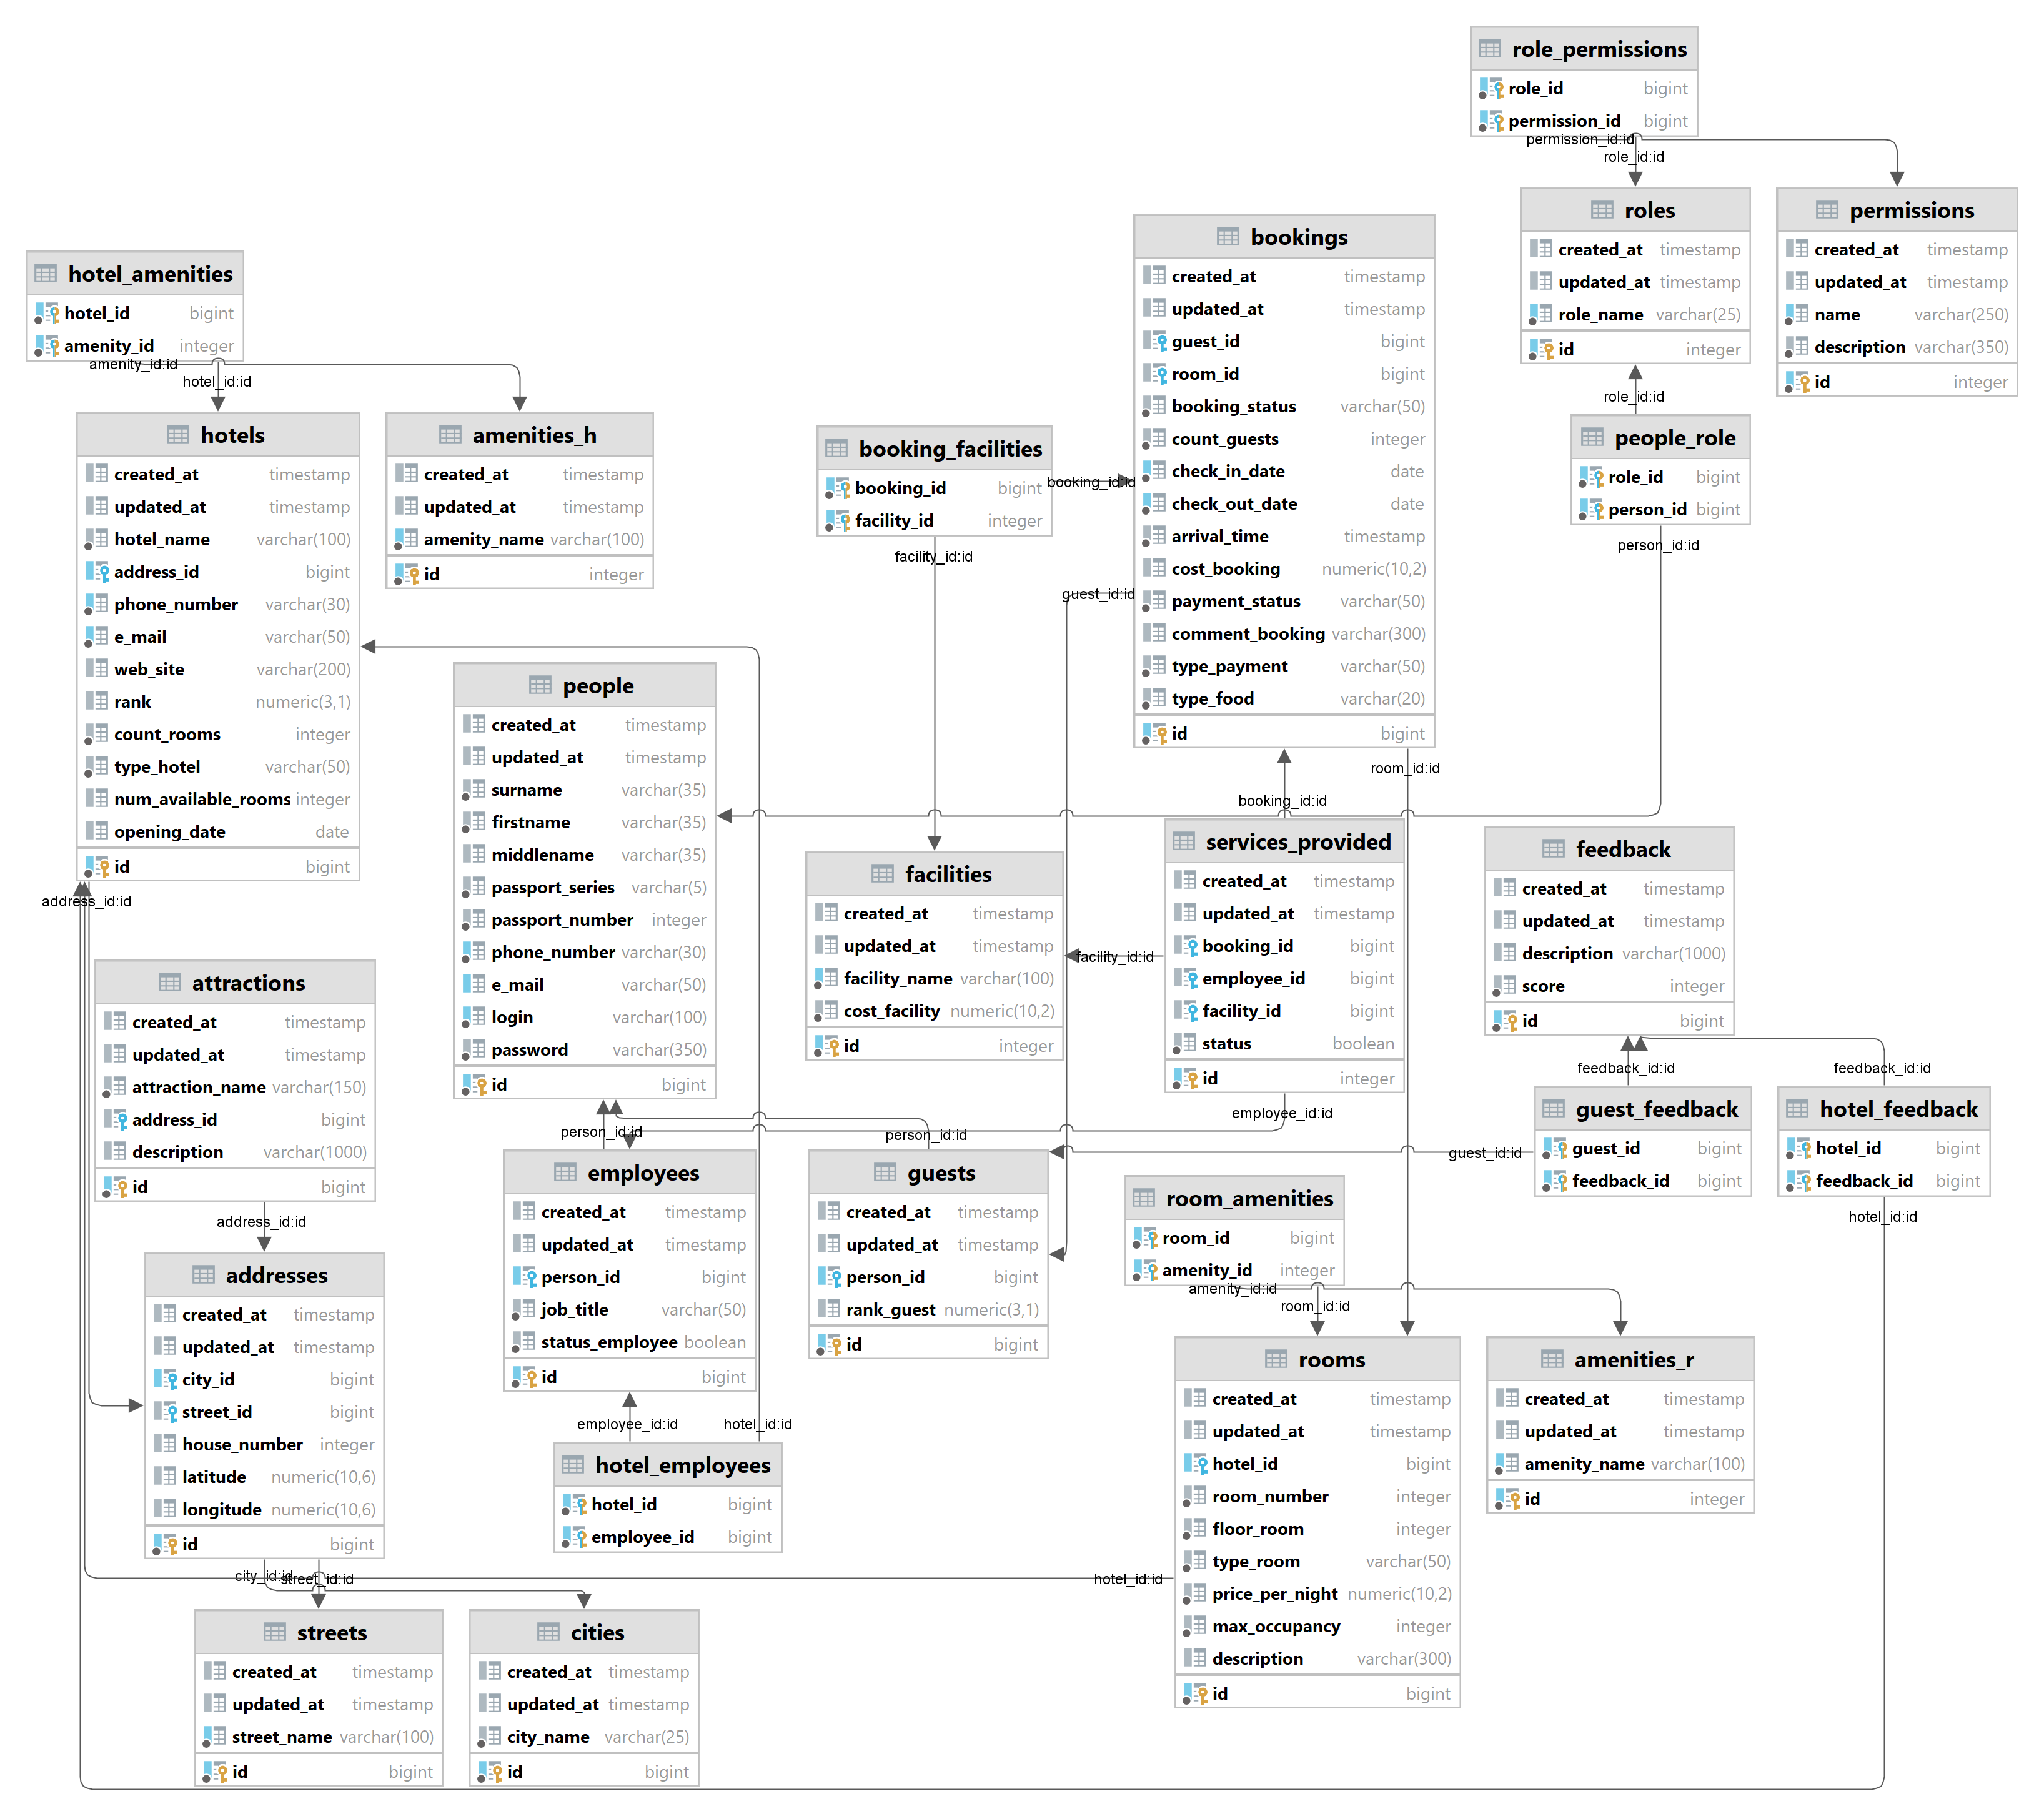 role_permissions
role_id bigint
permission_id bigint
permission_id:id
role_id:id
roles
created_at timestamp
updated_at timestamp
role_name varchar(25)
id integer
permissions
created_at timestamp
updated_at timestamp
name varchar(250)
description varchar(350)
id integer
role_id:id
people_role
role_id bigint
person_id bigint
person_id:id
hotel_amenities
hotel_id bigint
amenity_id integer
amenity_id:id
hotel_id:id
hotels
created_at timestamp
updated_at timestamp
hotel_name varchar(100)
address_id bigint
phone_number varchar(30)
e_mail varchar(50)
web_site varchar(200)
rank numeric(3,1)
count_rooms integer
type_hotel varchar(50)
num_available_rooms integer
opening_date date
id bigint
address_id:id
amenities_h
created_at timestamp
updated_at timestamp
amenity_name varchar(100)
id integer
booking_facilities
booking_id bigint
facility_id integer
booking_id:id
facility_id:id
bookings
created_at timestamp
updated_at timestamp
guest_id bigint
room_id bigint
booking_status varchar(50)
count_guests integer
check_in_date date
check_out_date date
arrival_time timestamp
cost_booking numeric(10,2)
payment_status varchar(50)
comment_booking varchar(300)
type_payment varchar(50)
type_food varchar(20)
id bigint
guest_id:id
room_id:id
booking_id:id
people
created_at timestamp
updated_at timestamp
surname varchar(35)
firstname varchar(35)
middlename varchar(35)
passport_series varchar(5)
passport_number integer
phone_number varchar(30)
e_mail varchar(50)
login varchar(100)
password varchar(350)
id bigint
facilities
created_at timestamp
updated_at timestamp
facility_name varchar(100)
cost_facility numeric(10,2)
id integer
services_provided
created_at timestamp
updated_at timestamp
booking_id bigint
employee_id bigint
facility_id bigint
status boolean
id integer
facility_id:id
employee_id:id
feedback
created_at timestamp
updated_at timestamp
description varchar(1000)
score integer
id bigint
feedback_id:id
feedback_id:id
guest_feedback
guest_id bigint
feedback_id bigint
guest_id:id
hotel_feedback
hotel_id bigint
feedback_id bigint
hotel_id:id
attractions
created_at timestamp
updated_at timestamp
attraction_name varchar(150)
address_id bigint
description varchar(1000)
id bigint
address_id:id
addresses
created_at timestamp
updated_at timestamp
city_id bigint
street_id bigint
house_number integer
latitude numeric(10,6)
longitude numeric(10,6)
id bigint
city_id:id
street_id:id
person_id:id
person_id:id
employees
created_at timestamp
updated_at timestamp
person_id bigint
job_title varchar(50)
status_employee boolean
id bigint
employee_id:id
hotel_id:id
guests
created_at timestamp
updated_at timestamp
person_id bigint
rank_guest numeric(3,1)
id bigint
room_amenities
room_id bigint
amenity_id integer
amenity_id:id
room_id:id
rooms
created_at timestamp
updated_at timestamp
hotel_id bigint
room_number integer
floor_room integer
type_room varchar(50)
price_per_night numeric(10,2)
max_occupancy integer
description varchar(300)
id bigint
hotel_id:id
amenities_r
created_at timestamp
updated_at timestamp
amenity_name varchar(100)
id integer
hotel_employees
hotel_id bigint
employee_id bigint
streets
created_at timestamp
updated_at timestamp
street_name varchar(100)
id bigint
cities
created_at timestamp
updated_at timestamp
city_name varchar(25)
id bigint